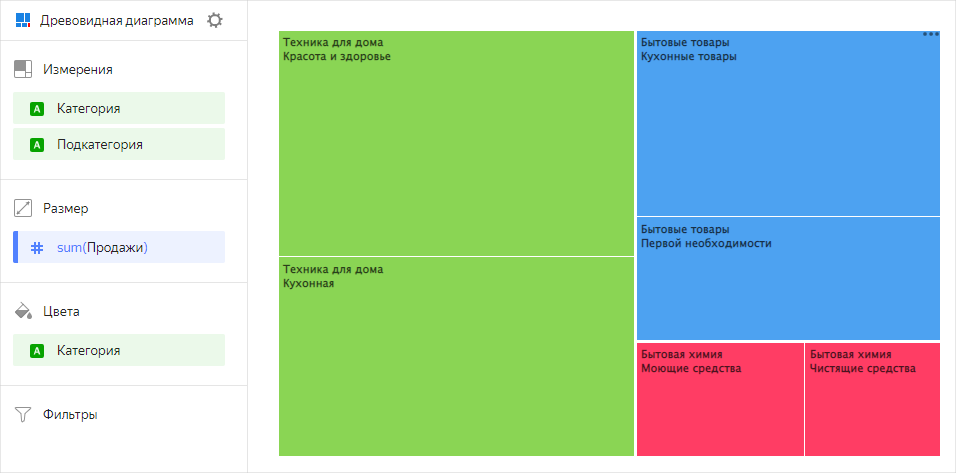 Древовидная диаграмма
Измерения
A Категория
A Подкатегория
Размер
# sum(Продажи)
Цвета
A Категория
Фильтры
Техника для дома
Красота и здоровье
Техника для дома
Кухонная
Бытовые товары
Кухонные товары
Бытовые товары
Первой необходимости
Бытовая химия
Моющие средства
Бытовая химия
Чистящие средства